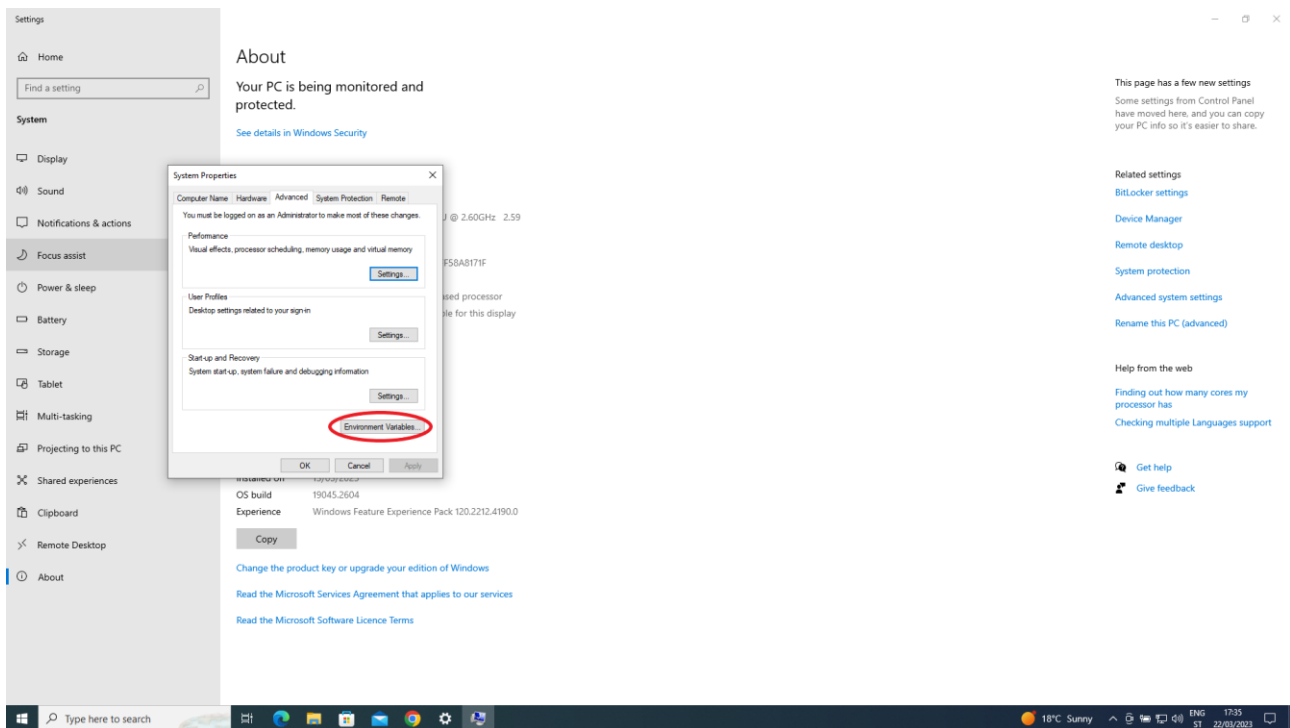 Settings
Home
Find a setting
System
Display
Sound
Notifications & actions
Focus assist
Power & sleep
Battery
Storage
Tablet
Multi-tasking
Projecting to this PC
Shared experiences
Clipboard
Remote Desktop
About
About
Your PC is being monitored and
protected.
See details in Windows Security
U @ 2.60GHz 2.59
F58A8171F
ased processor
ble for this display
System Properties
Computer Name Hardware Advanced System Protection Remote
You must be logged on as an Administrator to make most of these changes.
Performance
Visual effects, processor scheduling, memory usage and virtual memory
Settings...
User Profiles
Desktop settings related to your sign-in
Settings...
Start-up and Recovery
System start-up, system failure and debugging information
Settings...
Environment Variables...
OK Cancel Apply
OS build 19045.2604
Experience Windows Feature Experience Pack 120.2212.4190.0
Copy
Change the product key or upgrade your edition of Windows
Read the Microsoft Services Agreement that applies to our services
Read the Microsoft Software Licence Terms
This page has a few new settings
Some settings from Control Panel
have moved here, and you can copy
your PC info so it's easier to share.
Related settings
BitLocker settings
Device Manager
Remote desktop
System protection
Advanced system settings
Rename this PC (advanced)
Help from the web
Finding out how many cores my
processor has
Checking multiple Languages support
Get help
Give feedback
Type here to search
18°C Sunny
ENG
ST
17:35
22/03/2023